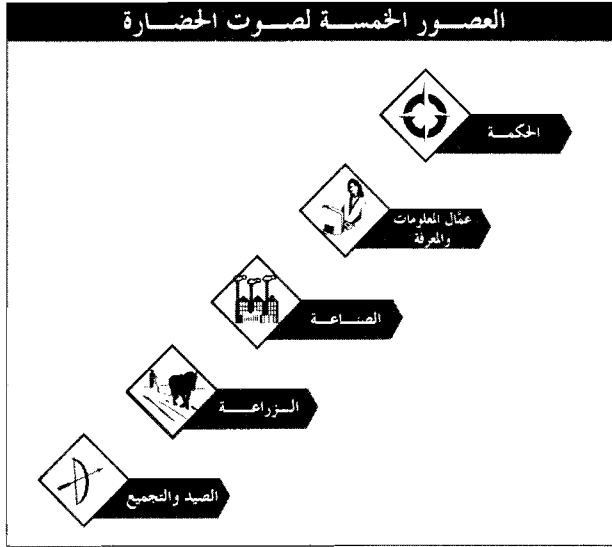 العصور الخمسة لصوت الحضارة
الحكمة
عمَّال المعلومات
والمعرفة
الصناعة
الزراعة
الصيد والتجميع